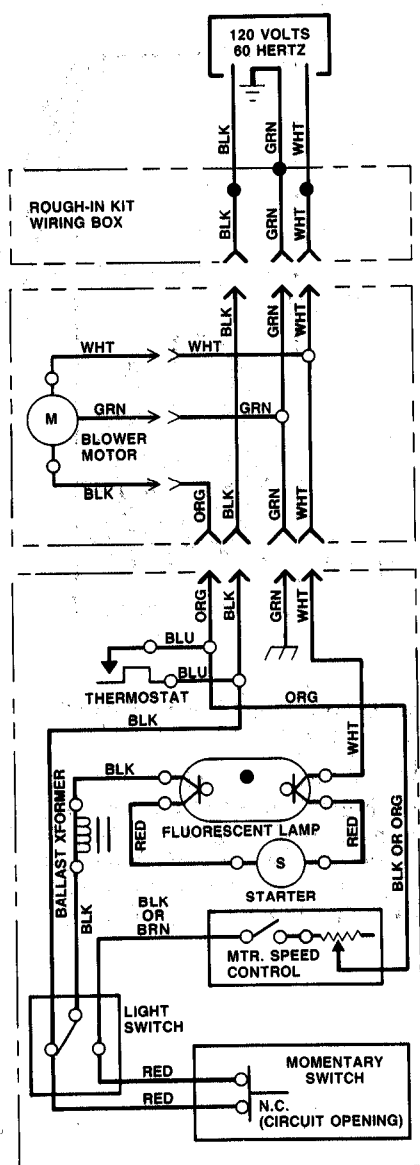 120 VOLTS
60 HERTZ
BLK
GRN
WHT
ROUGH-IN KIT
WIRING BOX
BLK
GRN
WHT
BLK
GRN
WHT
WHT
WHT
M
GRN
GRN
BLOWER
MOTOR
BLK
ORG
BLK
GRN
WHT
ORG
BLK
GRN
WHT
BLU
BLU
THERMOSTAT
ORG
BLK
WHT
BLK
BALLAST XFORMER
FLUORESCENT LAMP
RED
RED
S
STARTER
BLK OR ORG
BLK
BLK
OR
BRN
MTR. SPEED
CONTROL
LIGHT
SWITCH
MOMENTARY
SWITCH
RED
RED
N.C.
(CIRCUIT OPENING)